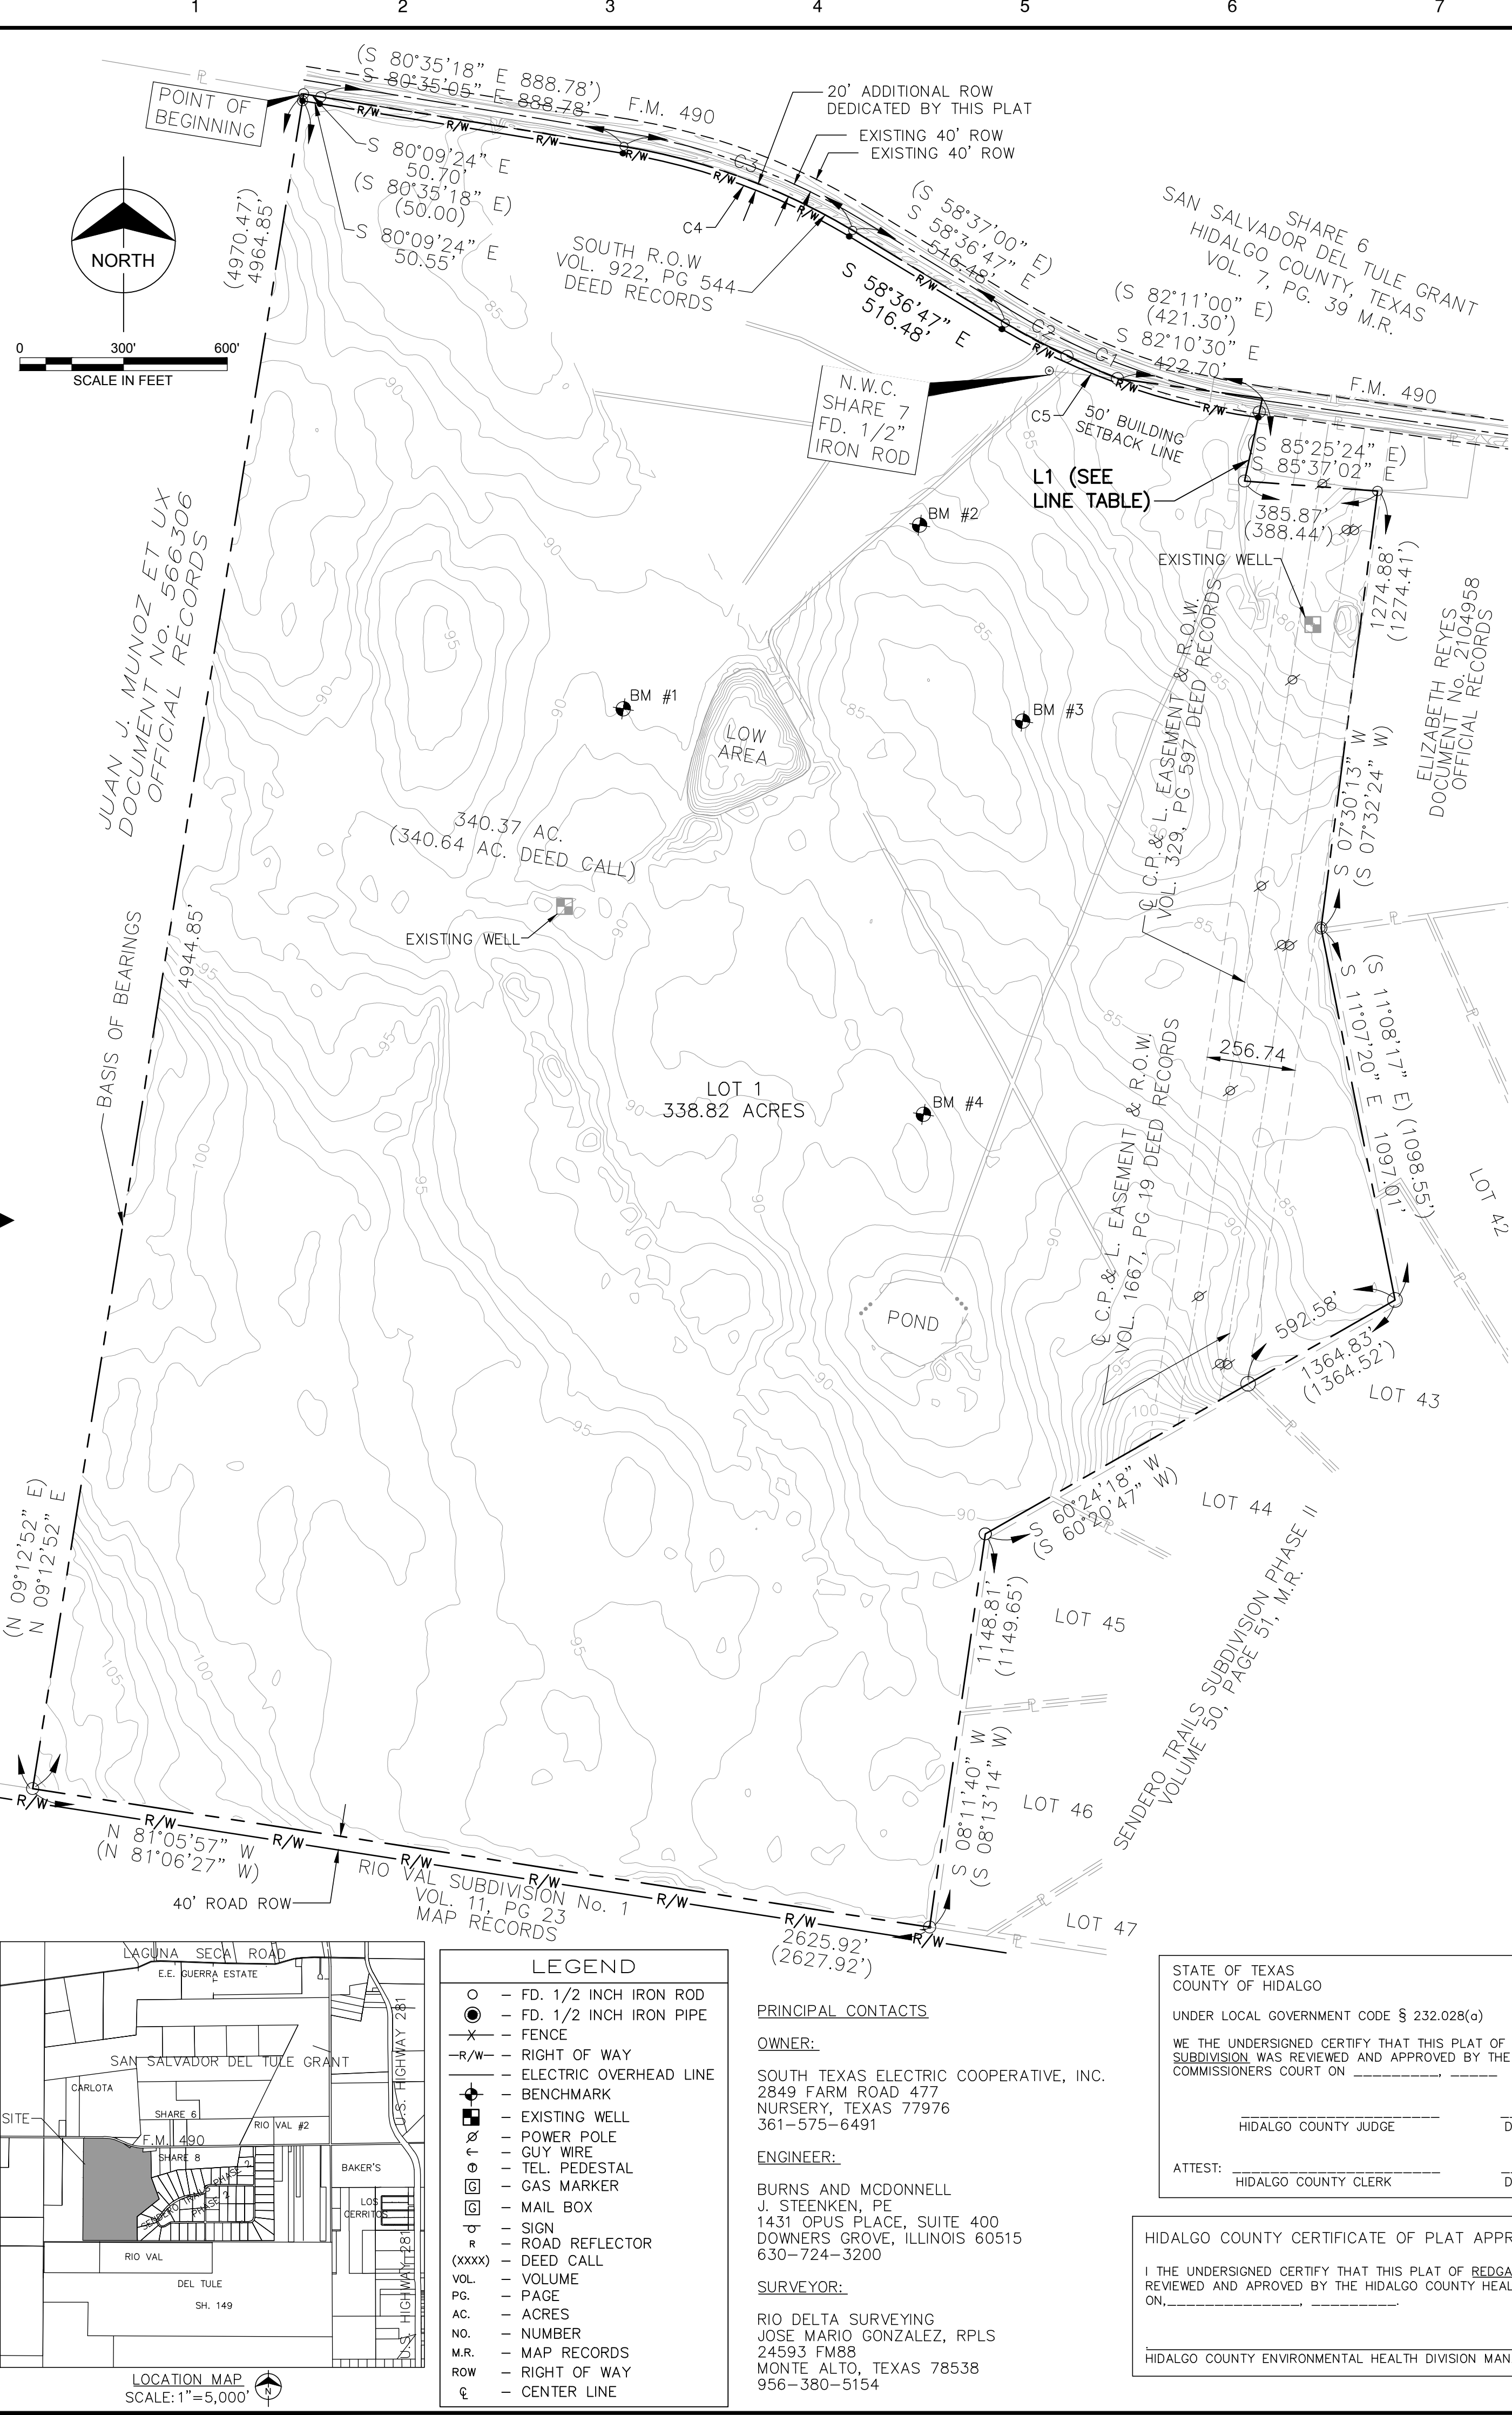 1 2 3 4 5 6 7
(S 80°35'18" E 888.78')
S 80°35'05" E 888.78'
F.M. 490
POINT OF
BEGINNING
R/W R/W R/W R/W
20' ADDITIONAL ROW
DEDICATED BY THIS PLAT
EXISTING 40' ROW
EXISTING 40' ROW
C3
C4
S 80°09'24" E
50.70'
(S 80°35'18" E)
(50.00)
S 80°09'24" E
50.55'
(4970.47')
4964.85'
NORTH
0 300' 600'
SCALE IN FEET
SOUTH R.O.W
VOL. 922, PG 544
DEED RECORDS
(S 58°37'00" E)
S 58°36'47" E
516.48'
S 58°36'47" E
516.48'
SHARE 6
SAN SALVADOR DEL TULE GRANT
HIDALGO COUNTY, TEXAS
VOL. 7, PG. 39 M.R.
(S 82°11'00" E)
(421.30')
S 82°10'30" E
422.70'
C2
C1
F.M. 490
N.W.C.
SHARE 7
FD. 1/2"
IRON ROD
C5
50' BUILDING
SETBACK LINE
(S 85°25'24" E)
S 85°37'02" E
L1 (SEE
LINE TABLE)
385.87'
(388.44')
EXISTING WELL
1274.88'
(1274.41')
ELIZABETH REYES
DOCUMENT No. 2104958
OFFICIAL RECORDS
JUAN J. MUNOZ ET UX
DOCUMENT No. 566306
OFFICIAL RECORDS
BM #2
BM #1
BM #3
LOW
AREA
℄ C.P.& L. EASEMENT & R.O.W.
VOL. 329, PG 597 DEED RECORDS
S 07°30'13" W
(S 07°32'24" W)
340.37 AC.
(340.64 AC. DEED CALL)
EXISTING WELL
BASIS OF BEARINGS
4944.85'
(S 11°08'17" E) (1098.55')
S 11°07'20" E 1097.01'
256.74
LOT 1
338.82 ACRES
BM #4
℄ C.P.& L. EASEMENT & R.O.W.
VOL. 1667, PG 19 DEED RECORDS
LOT 42
POND
592.58'
1364.83'
(1364.52')
LOT 43
S 60°24'18" W
(S 60°20'47" W)
LOT 44
(N 09°12'52" E)
N 09°12'52" E
1148.81'
(1149.65')
LOT 45
SENDERO TRAILS SUBDIVISION PHASE II
VOLUME 50, PAGE 51, M.R.
S 08°11'40" W
(S 08°13'14" W)
LOT 46
LOT 47
R/W R/W R/W R/W R/W R/W R/W R/W
N 81°05'57" W
(N 81°06'27" W)
40' ROAD ROW
RIO VAL SUBDIVISION No. 1
VOL. 11, PG 23
MAP RECORDS
2625.92'
(2627.92')
LAGUNA SECA ROAD
E.E. GUERRA ESTATE
SAN SALVADOR DEL TULE GRANT
CARLOTA
SHARE 6
SITE
RIO VAL #2
F.M. 490
SHARE 8
BAKER'S
SENDERO TRAILS PHASE 2
PHASE 2
LOS
CERRITOS
U.S. HIGHWAY 281
U.S. HIGHWAY 281
RIO VAL
DEL TULE
SH. 149
LOCATION MAP
SCALE: 1"=5,000'
N
LEGEND
– FD. 1/2 INCH IRON ROD
– FD. 1/2 INCH IRON PIPE
X – FENCE
R/W – RIGHT OF WAY
– ELECTRIC OVERHEAD LINE
– BENCHMARK
– EXISTING WELL
– POWER POLE
– GUY WIRE
– TEL. PEDESTAL
G – GAS MARKER
G – MAIL BOX
– SIGN
R – ROAD REFLECTOR
(XXXX) – DEED CALL
VOL. – VOLUME
PG. – PAGE
AC. – ACRES
NO. – NUMBER
M.R. – MAP RECORDS
ROW – RIGHT OF WAY
℄ – CENTER LINE
PRINCIPAL CONTACTS
OWNER:
SOUTH TEXAS ELECTRIC COOPERATIVE, INC.
2849 FARM ROAD 477
NURSERY, TEXAS 77976
361-575-6491
ENGINEER:
BURNS AND MCDONNELL
J. STEENKEN, PE
1431 OPUS PLACE, SUITE 400
DOWNERS GROVE, ILLINOIS 60515
630-724-3200
SURVEYOR:
RIO DELTA SURVEYING
JOSE MARIO GONZALEZ, RPLS
24593 FM88
MONTE ALTO, TEXAS 78538
956-380-5154
STATE OF TEXAS
COUNTY OF HIDALGO
UNDER LOCAL GOVERNMENT CODE § 232.028(a)
WE THE UNDERSIGNED CERTIFY THAT THIS PLAT OF
SUBDIVISION WAS REVIEWED AND APPROVED BY THE
COMMISSIONERS COURT ON _________, _____
HIDALGO COUNTY JUDGE
ATTEST:
HIDALGO COUNTY CLERK
HIDALGO COUNTY CERTIFICATE OF PLAT APPR
I THE UNDERSIGNED CERTIFY THAT THIS PLAT OF REDGA
REVIEWED AND APROVED BY THE HIDALGO COUNTY HEAL
ON,______________, _________.
HIDALGO COUNTY ENVIRONMENTAL HEALTH DIVISION MAN